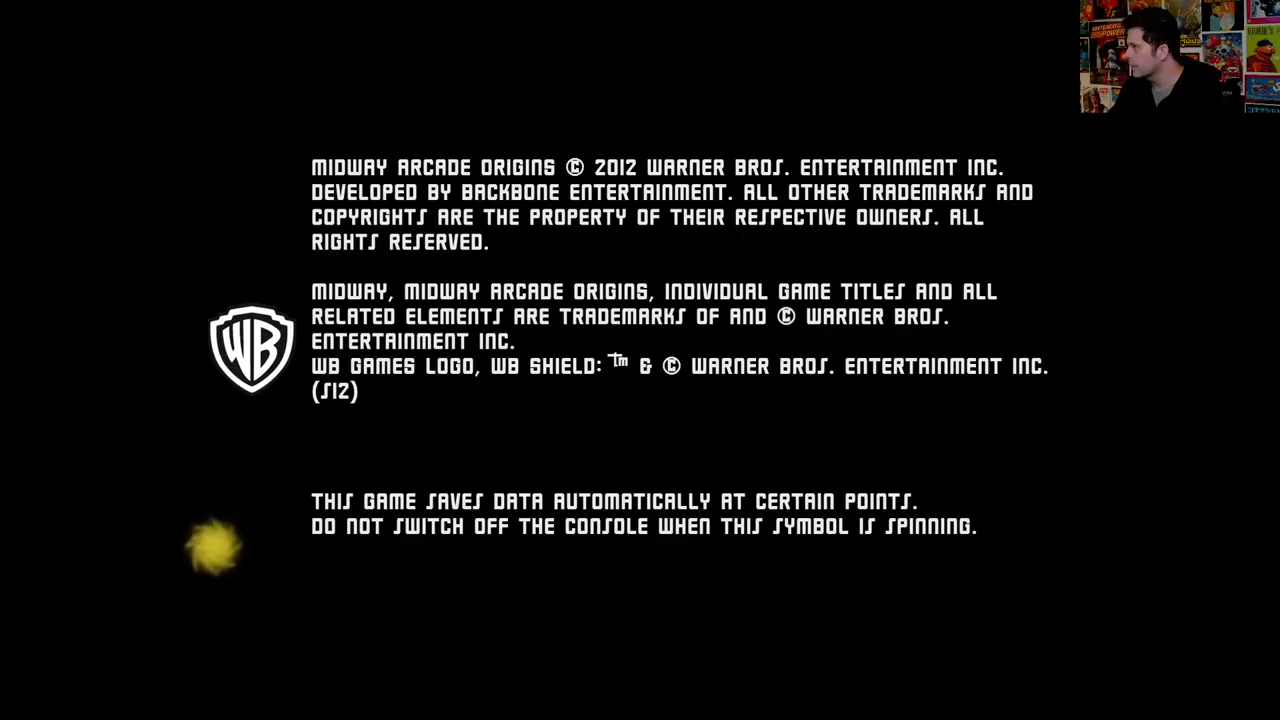 MIDWAY ARCADE ORIGINS © 2012 WARNER BROS. ENTERTAINMENT INC.
DEVELOPED BY BACKBONE ENTERTAINMENT. ALL OTHER TRADEMARKS AND
COPYRIGHTS ARE THE PROPERTY OF THEIR RESPECTIVE OWNERS. ALL
RIGHTS RESERVED.
MIDWAY, MIDWAY ARCADE ORIGINS, INDIVIDUAL GAME TITLES AND ALL
RELATED ELEMENTS ARE TRADEMARKS OF AND © WARNER BROS.
ENTERTAINMENT INC.
WB GAMES LOGO, WB SHIELD: ™ & © WARNER BROS. ENTERTAINMENT INC.
(S12)
WB
THIS GAME SAVES DATA AUTOMATICALLY AT CERTAIN POINTS.
DO NOT SWITCH OFF THE CONSOLE WHEN THIS SYMBOL IS SPINNING.
NINTENDO
POWER